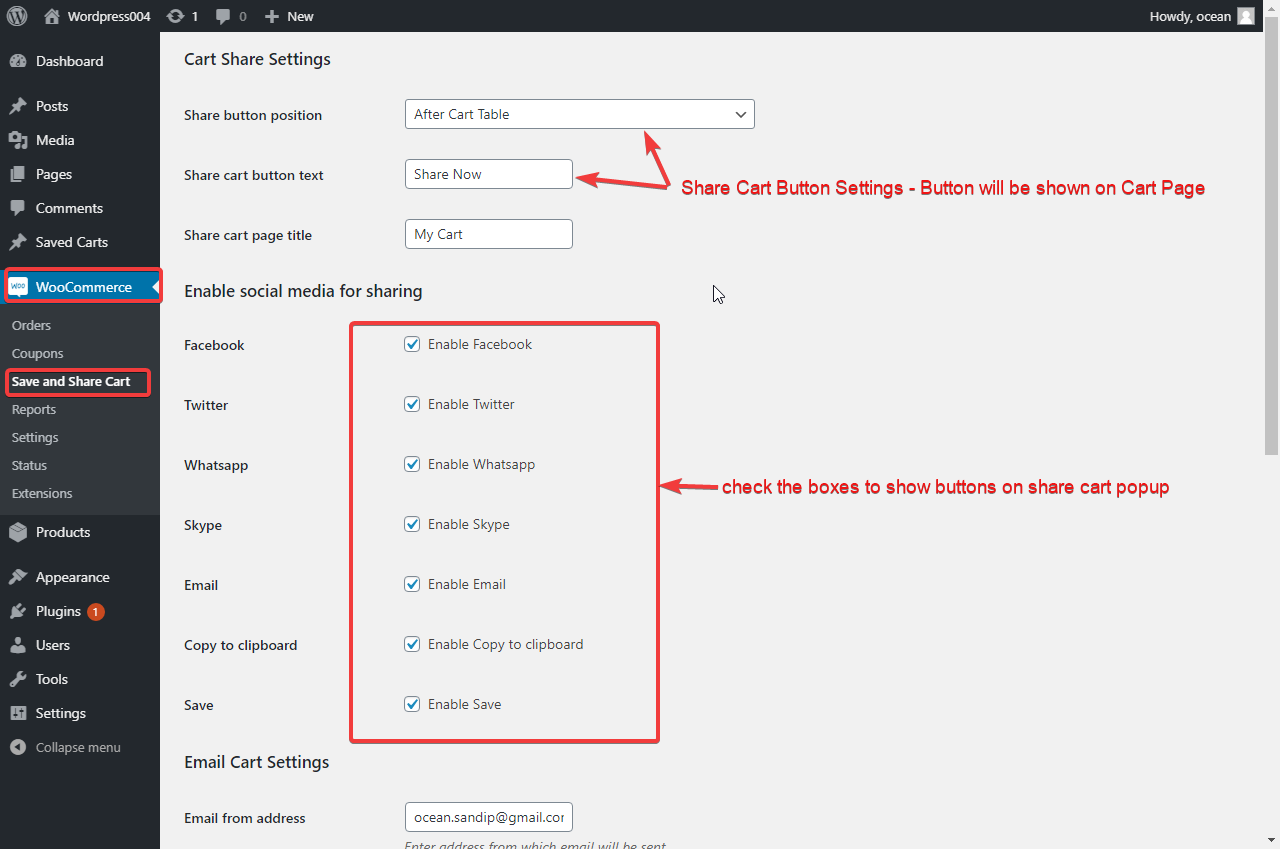 Wordpress004 1 0 New Howdy, ocean
Dashboard
Posts
Media
Pages
Comments
Saved Carts
WOO WooCommerce
Orders
Coupons
Save and Share Cart
Reports
Settings
Status
Extensions
Products
Appearance
Plugins 1
Users
Tools
Settings
Collapse menu
Cart Share Settings
Share button position After Cart Table
Share cart button text Share Now
Share Cart Button Settings - Button will be shown on Cart Page
Share cart page title My Cart
Enable social media for sharing
Facebook Enable Facebook
Twitter Enable Twitter
Whatsapp Enable Whatsapp
check the boxes to show buttons on share cart popup
Skype Enable Skype
Email Enable Email
Copy to clipboard Enable Copy to clipboard
Save Enable Save
Email Cart Settings
Email from address ocean.sandip@gmail.cor
Enter address from which email will be sent